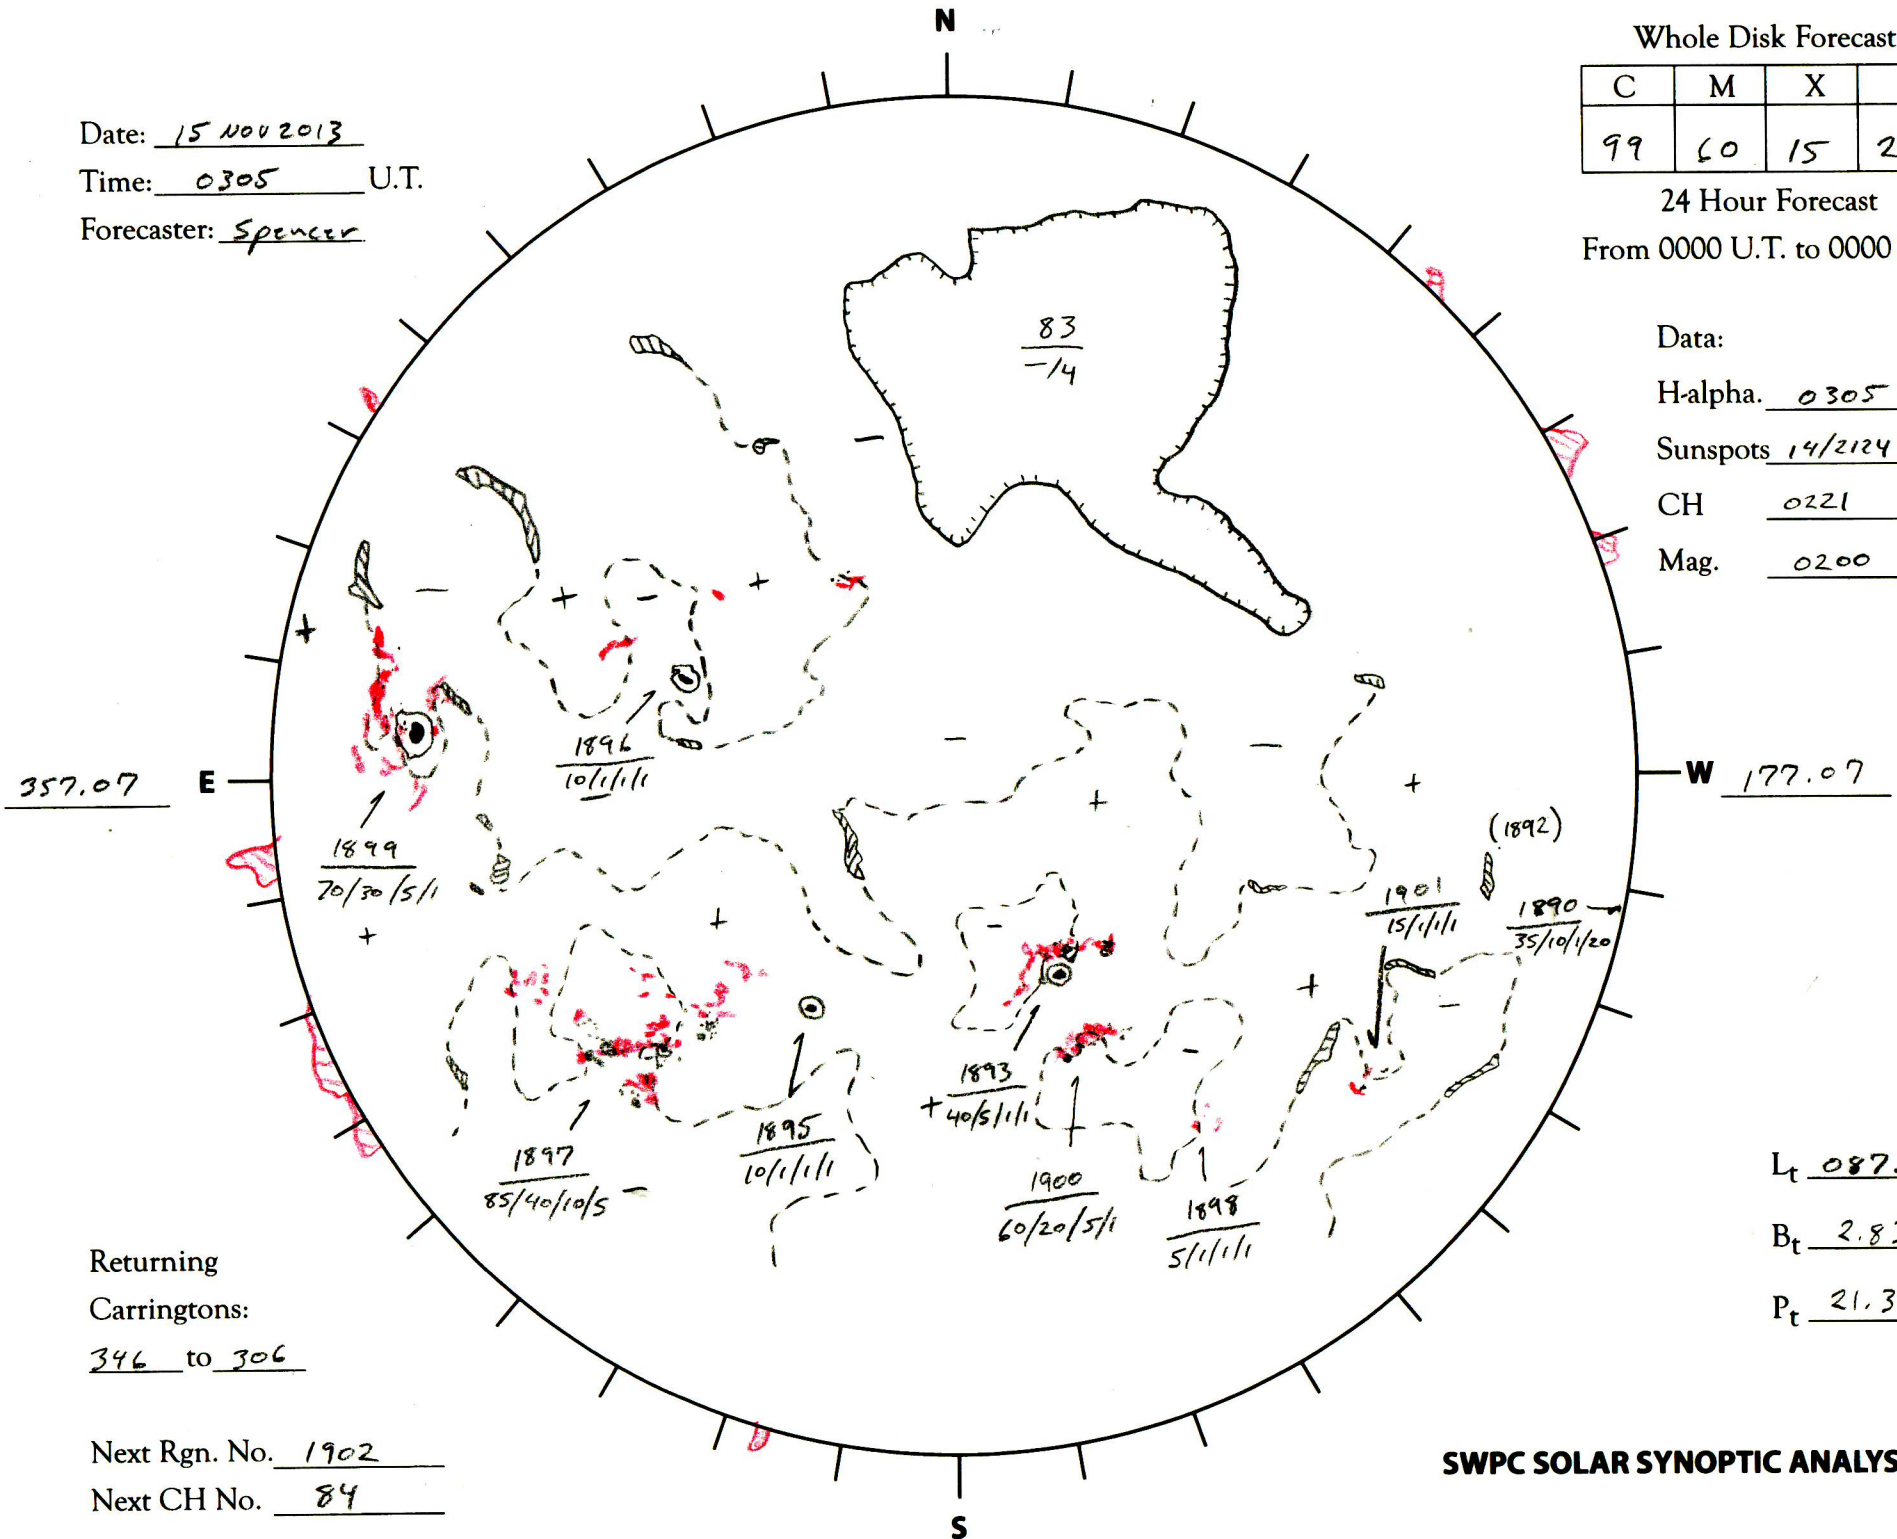 N
Whole Disk Forecast
C M X
99 60 15 2
24 Hour Forecast
From 0000 U.T. to 0000
Date: 15 NOV 2013
Time: 0305 U.T.
Forecaster: Spencer
Data:
H-alpha. 0305
Sunspots 14/2124
CH 0221
Mag. 0200
83
-/4
−
−
+
−
+
+
1896
10/1/1/1
−
−
+
+
357.07 E
W 177.07
(1892)
1899
70/30/5/1
+
+
−
1901
15/1/1/1
1890
35/10/1/20
+
−
−
1893
+ 40/5/1/1
1895
10/1/1/1
1897
85/40/10/5 −
1900
60/20/5/1
1898
5/1/1/1
Lt 087.
Bt 2.8
Pt 21.3
Returning
Carringtons:
346 to 306
Next Rgn. No. 1902
Next CH No. 84
SWPC SOLAR SYNOPTIC ANALYS
S